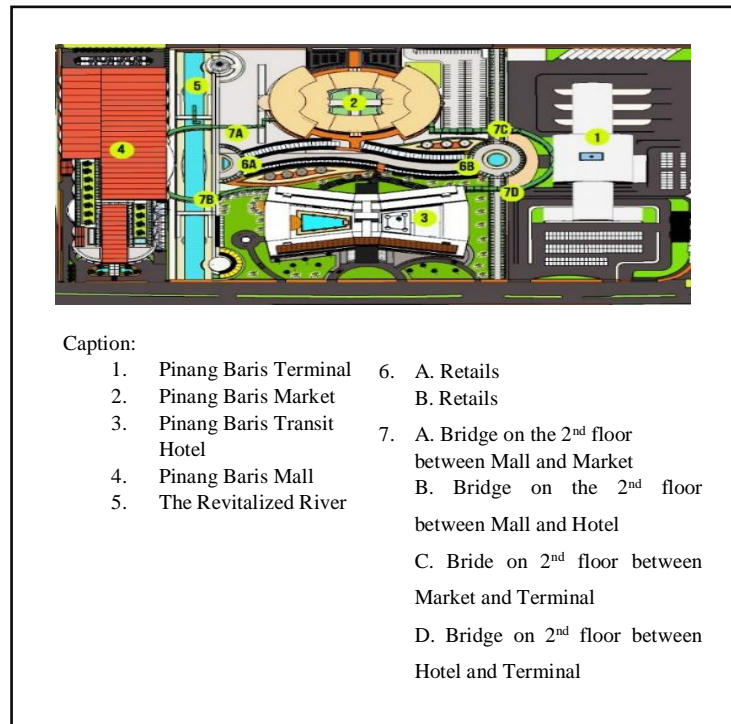 5
2
7A
7C
1
4
6A
6B
7B
7D
3
Caption:
1. Pinang Baris Terminal
2. Pinang Baris Market
3. Pinang Baris Transit
Hotel
4. Pinang Baris Mall
5. The Revitalized River
6. A. Retails
B. Retails
7. A. Bridge on the 2nd floor
between Mall and Market
B. Bridge on the 2nd floor
between Mall and Hotel
C. Bride on 2nd floor between
Market and Terminal
D. Bridge on 2nd floor between
Hotel and Terminal